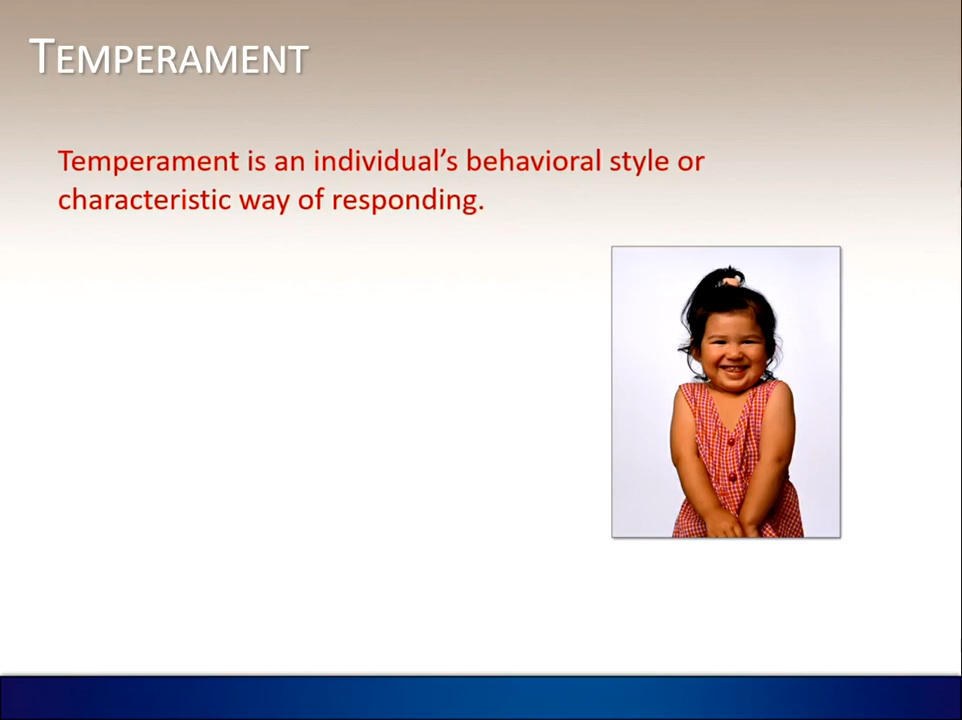 TEMPERAMENT
Temperament is an individual’s behavioral style or
characteristic way of responding.